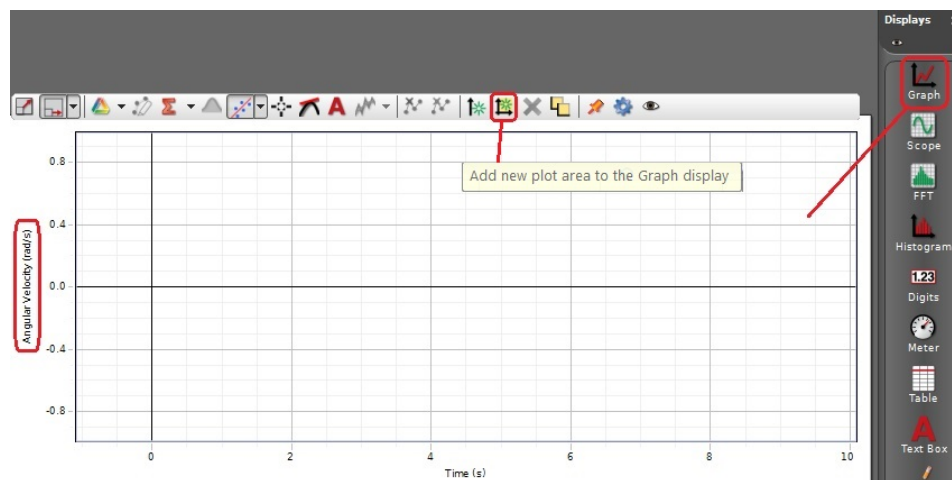 Displays
Graph
Scope
FFT
Histogram
1.23
Digits
Meter
Table
A
Text Box
Σ
A
Add new plot area to the Graph display
Angular Velocity (rad/s)
0.8
0.4
0.0
-0.4
-0.8
0 2 4 6 8 10
Time (s)